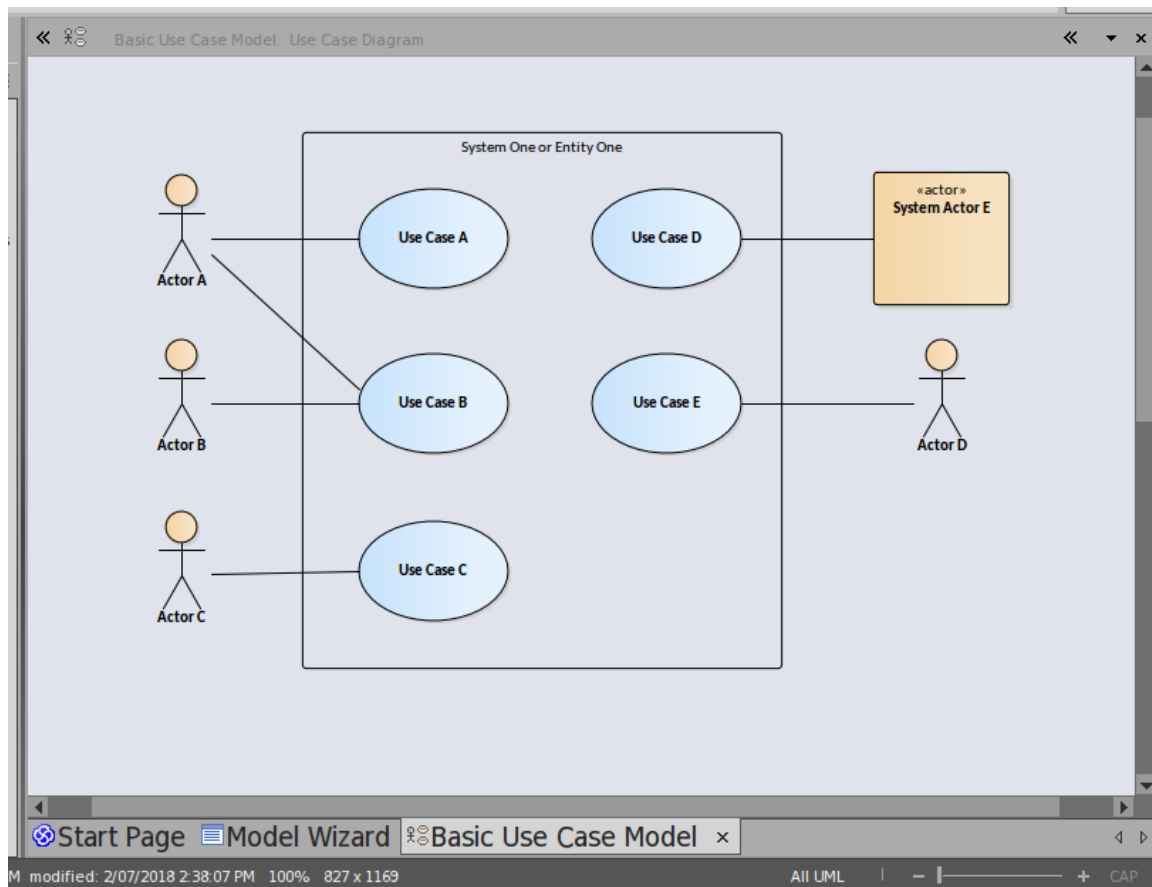 Basic Use Case Model.  Use Case Diagram
System One or Entity One
Use Case A
Use Case D
«actor»
System Actor E
Actor A
Use Case B
Use Case E
Actor B
Actor D
Use Case C
Actor C
Start Page
Model Wizard
Basic Use Case Model
M modified: 2/07/2018 2:38:07 PM 100% 827 x 1169
All UML
CAP